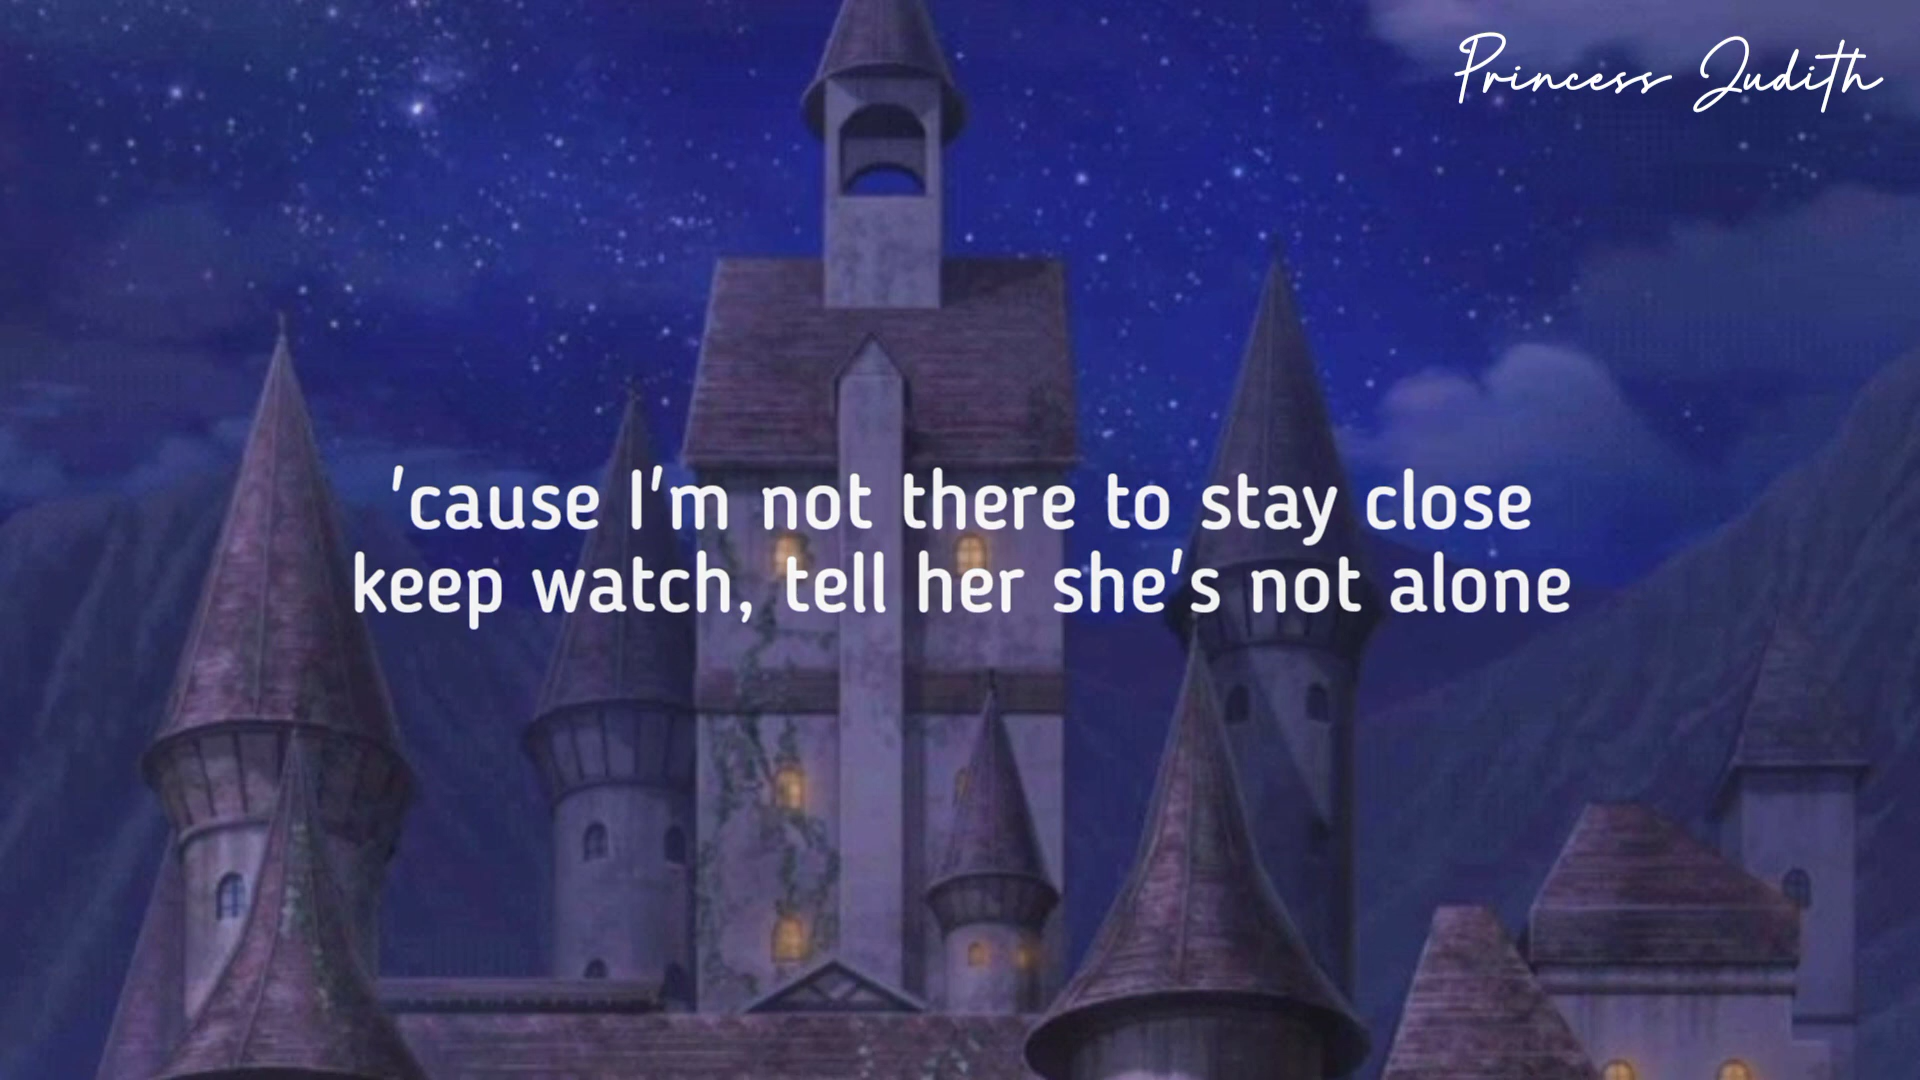 Princess Judith
'cause I'm not there to stay close
keep watch, tell her she's not alone